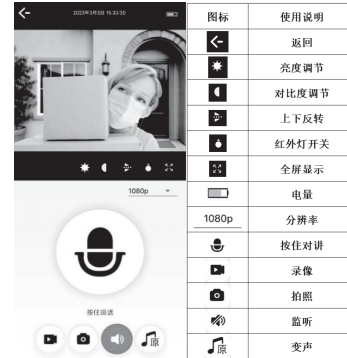 2023年3月3日 15:33:30
1080p
按住说话
原
图标 使用说明
返回
亮度调节
对比度调节
上下反转
红外灯开关
全屏显示
电量
1080p 分辨率
按住对讲
录像
拍照
监听
原 变声